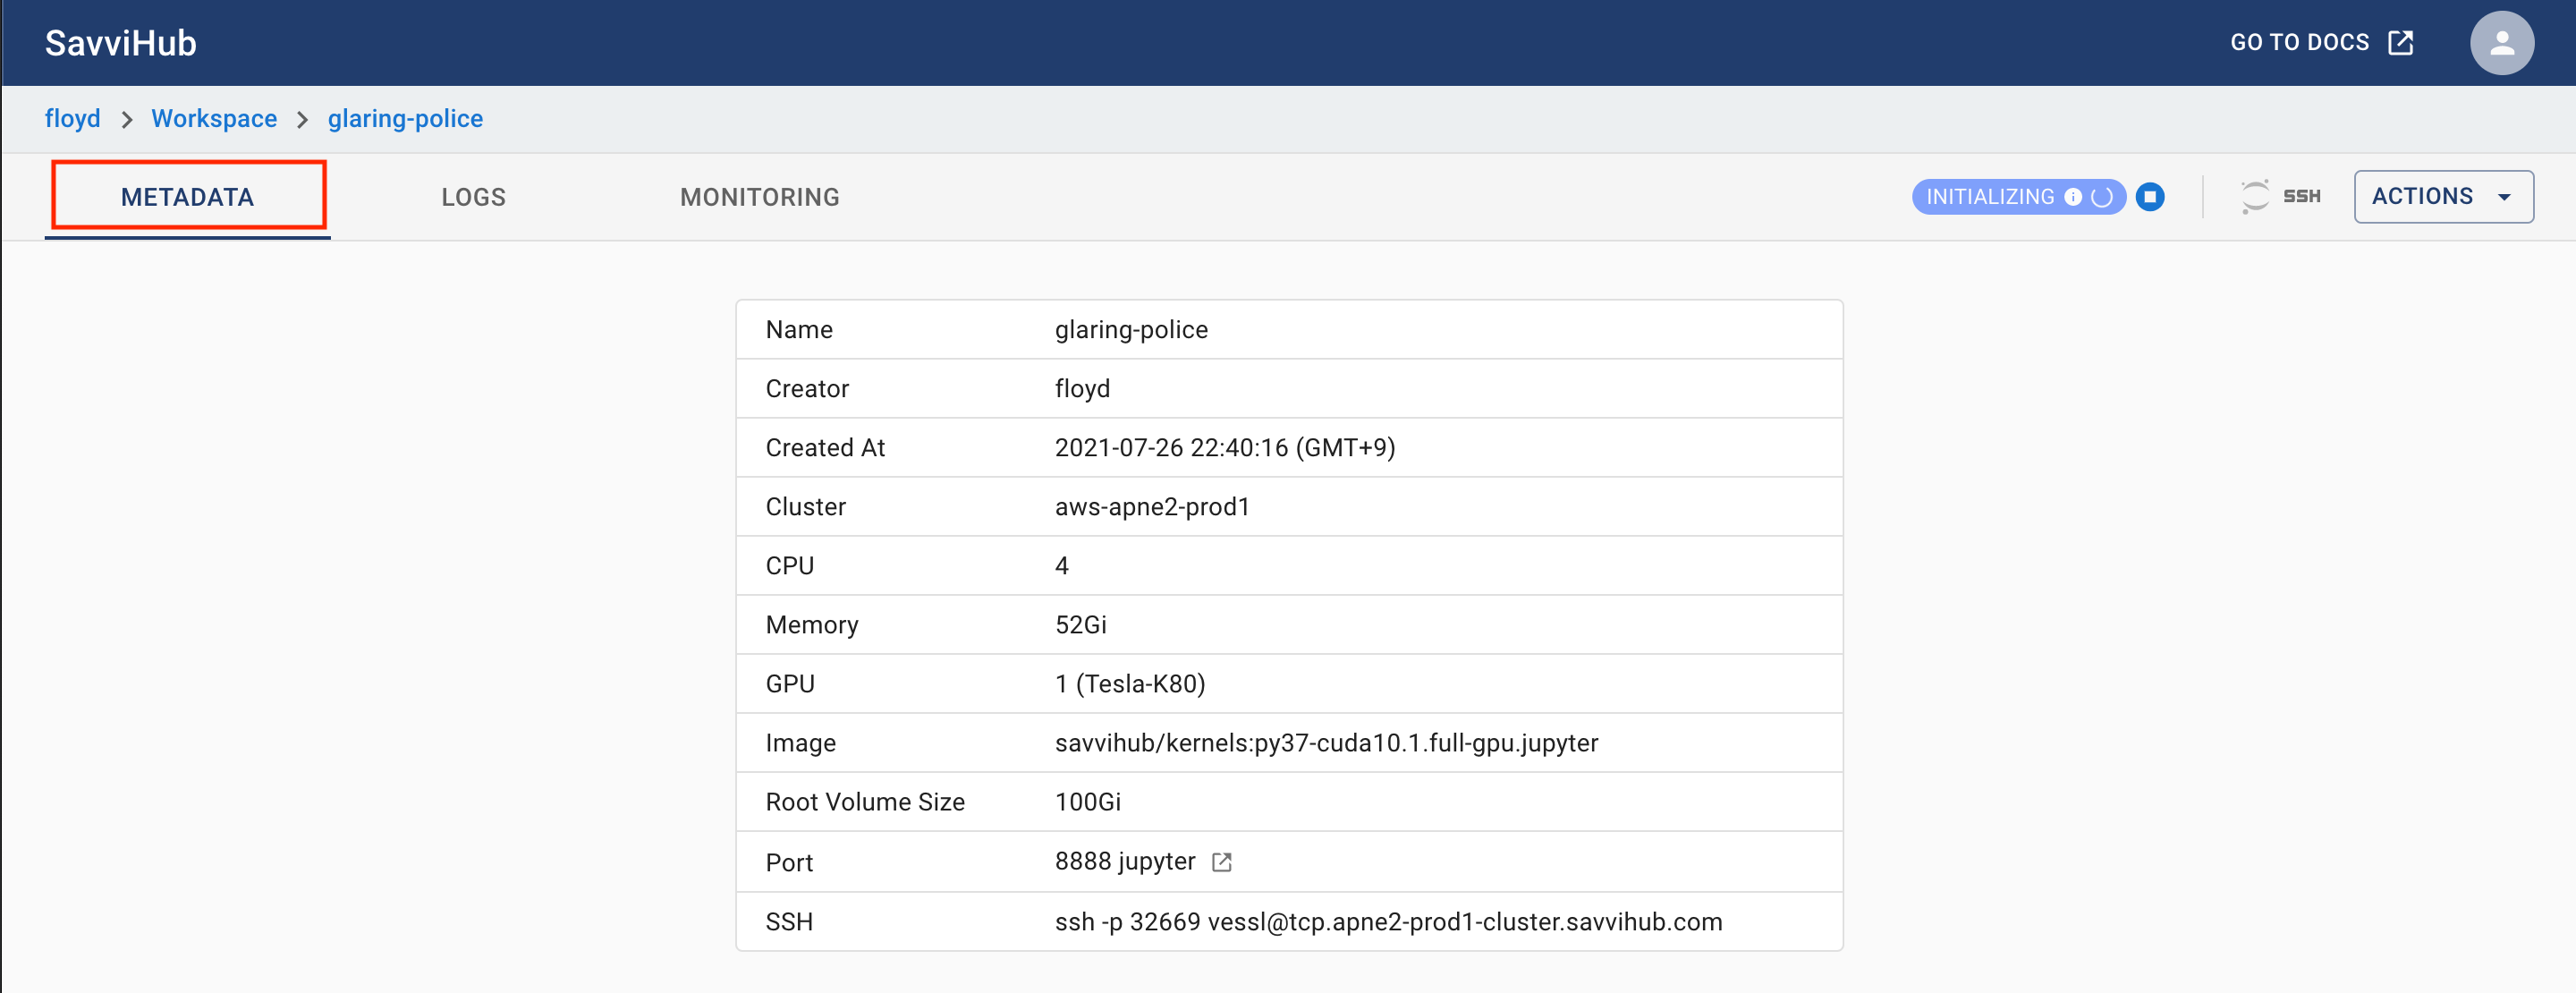 SavviHub
GO TO DOCS
floyd > Workspace > glaring-police
METADATA LOGS MONITORING INITIALIZING SSH ACTIONS
Name glaring-police
Creator floyd
Created At 2021-07-26 22:40:16 (GMT+9)
Cluster aws-apne2-prod1
CPU 4
Memory 52Gi
GPU 1 (Tesla-K80)
Image savvihub/kernels:py37-cuda10.1.full-gpu.jupyter
Root Volume Size 100Gi
Port 8888 jupyter
SSH ssh -p 32669 vessl@tcp.apne2-prod1-cluster.savvihub.com